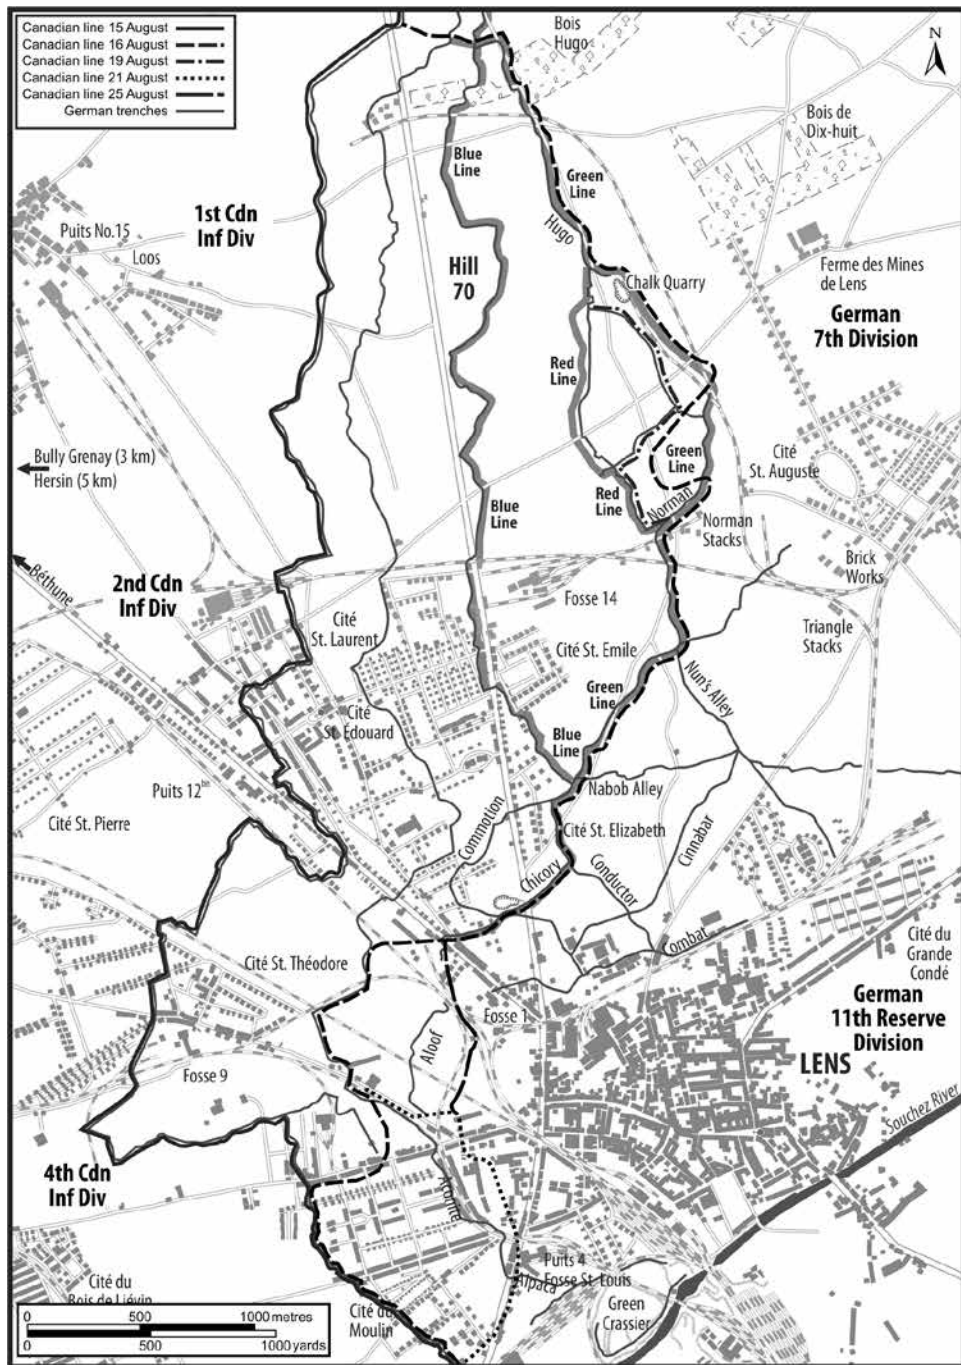 Canadian line 15 August
Canadian line 16 August
Canadian line 19 August
Canadian line 21 August
Canadian line 25 August
German trenches
N
Bois
Hugo
Bois de
Dix-huit
Blue
Line
Green
Line
1st Cdn
Inf Div
Puits No.15
Loos
Hugo
Hill
70
Chalk Quarry
Ferme des Mines
de Lens
German
7th Division
Red
Line
Bully Grenay (3 km)
Hersin (5 km)
Green
Line
Cité
St. Auguste
Blue
Line
Red
Line
Norman
Norman
Stacks
Béthune
2nd Cdn
Inf Div
Brick
Works
Fosse 14
Cité
St. Laurent
Triangle
Stacks
Cité St. Emile
Nun's Alley
Green
Line
Cité
St. Edouard
Blue
Line
Puits 12bis
Nabob Alley
Cité St. Pierre
Commotion
Cité St. Elizabeth
Cinnabar
Chicory
Conductor
Combat
Cité du
Grande
Condé
Cité St. Théodore
German
11th Reserve
Division
Fosse 1
Aloof
LENS
Fosse 9
Souchez River
4th Cdn
Inf Div
Aconite
Puits 4
Fosse St. Louis
Alpaca
Cité du
Bois de Liévin
Green
Crassier
Cité du
Moulin
0 500 1000 metres
0 500 1000 yards